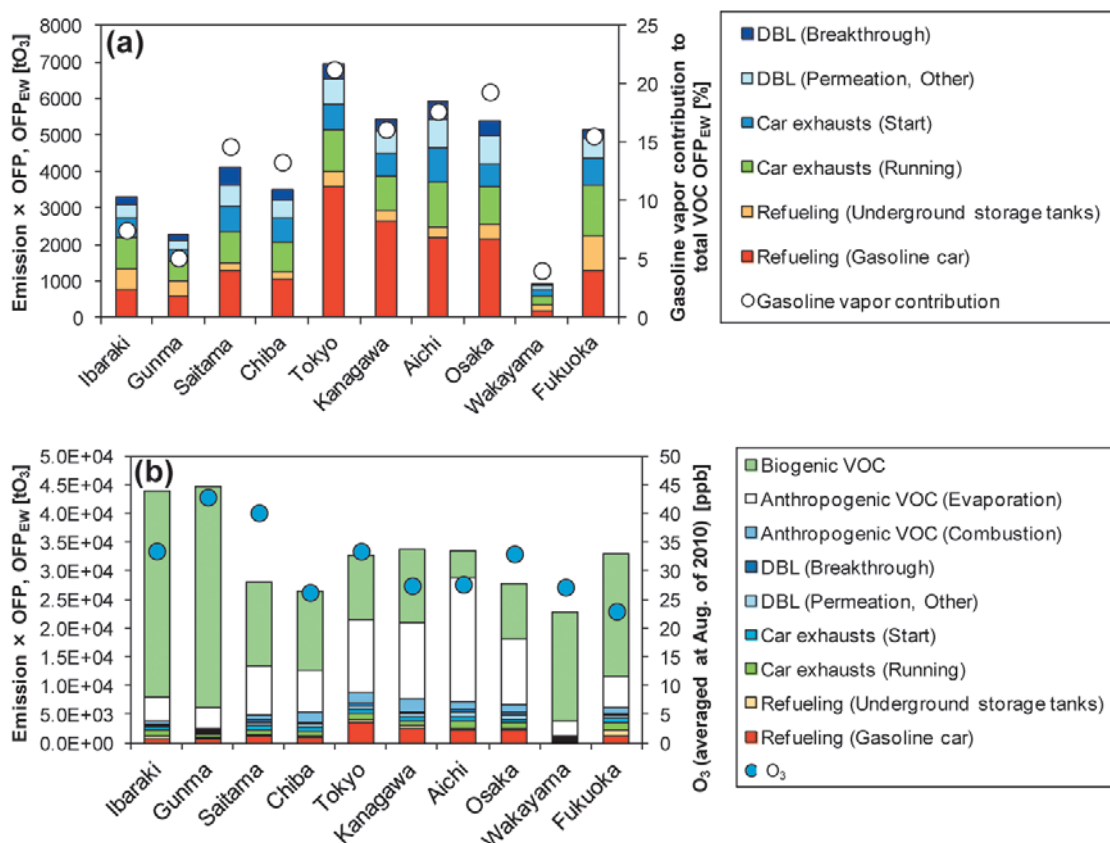 (a)
Emission × OFP, OFP_EW [tO₃]
8000
7000
6000
5000
4000
3000
2000
1000
0
25
20
15
10
5
0
Gasoline vapor contribution to
total VOC OFP_EW [%]
Ibaraki
Gunma
Saitama
Chiba
Tokyo
Kanagawa
Aichi
Osaka
Wakayama
Fukuoka
DBL (Breakthrough)
DBL (Permeation, Other)
Car exhausts (Start)
Car exhausts (Running)
Refueling (Underground storage tanks)
Refueling (Gasoline car)
Gasoline vapor contribution
(b)
Emission × OFP, OFP_EW [tO₃]
5.0E+04
4.5E+04
4.0E+04
3.5E+04
3.0E+04
2.5E+04
2.0E+04
1.5E+04
1.0E+04
5.0E+03
0.0E+00
50
45
40
35
30
25
20
15
10
5
0
O₃ (averaged at Aug. of 2010) [ppb]
Ibaraki
Gunma
Saitama
Chiba
Tokyo
Kanagawa
Aichi
Osaka
Wakayama
Fukuoka
Biogenic VOC
Anthropogenic VOC (Evaporation)
Anthropogenic VOC (Combustion)
DBL (Breakthrough)
DBL (Permeation, Other)
Car exhausts (Start)
Car exhausts (Running)
Refueling (Underground storage tanks)
Refueling (Gasoline car)
O₃